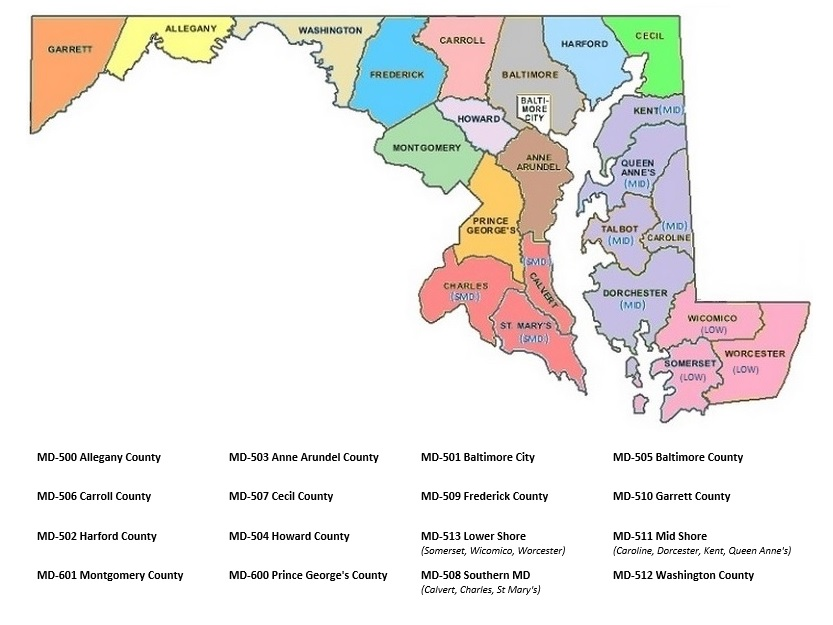 ALLEGANY
WASHINGTON
GARRETT
FREDERICK
CARROLL
BALTIMORE
HARFORD
CECIL
BALTI-
MORE
CITY
HOWARD
KENT(MID)
MONTGOMERY
ANNE
ARUNDEL
QUEEN
ANNE'S
(MID)
PRINCE
GEORGE'S
TALBOT
(MID)
(MID)
CAROLINE
(SMD)
CALVERT
CHARLES
(SMD)
DORCHESTER
(MID)
ST. MARY'S
(SMD)
WICOMICO
(LOW)
SOMERSET
(LOW)
WORCESTER
(LOW)
MD-500 Allegany County
MD-503 Anne Arundel County
MD-501 Baltimore City
MD-505 Baltimore County
MD-506 Carroll County
MD-507 Cecil County
MD-509 Frederick County
MD-510 Garrett County
MD-502 Harford County
MD-504 Howard County
MD-513 Lower Shore
(Somerset, Wicomico, Worcester)
MD-511 Mid Shore
(Caroline, Dorcester, Kent, Queen Anne's)
MD-601 Montgomery County
MD-600 Prince George's County
MD-508 Southern MD
(Calvert, Charles, St Mary's)
MD-512 Washington County